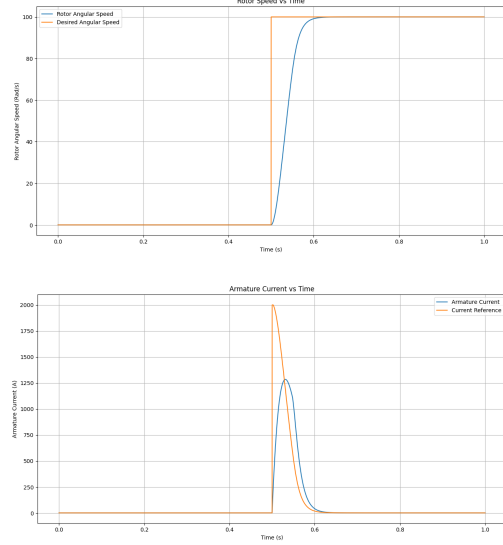 Rotor Speed vs Time
Rotor Angular Speed
Desired Angular Speed
Rotor Angular Speed (Rad/s)
100
80
60
40
20
0
0.0 0.2 0.4 0.6 0.8 1.0
Time (s)
Armature Current vs Time
Armature Current
Current Reference
Armature Current (A)
2000
1750
1500
1250
1000
750
500
250
0
0.0 0.2 0.4 0.6 0.8 1.0
Time (s)